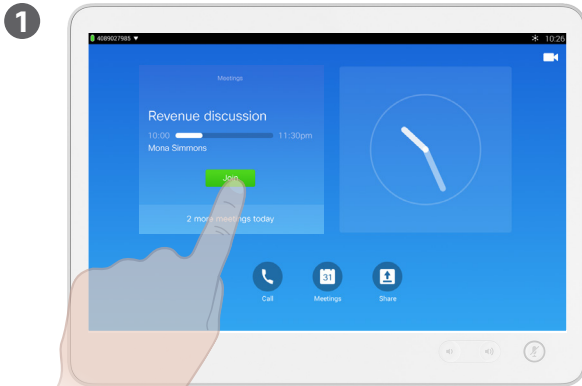 1
4089027985 10:26
Meetings
Revenue discussion
10:00 11:30pm
Mona Simmons
Join
2 more meetings today
31
Call Meetings Share